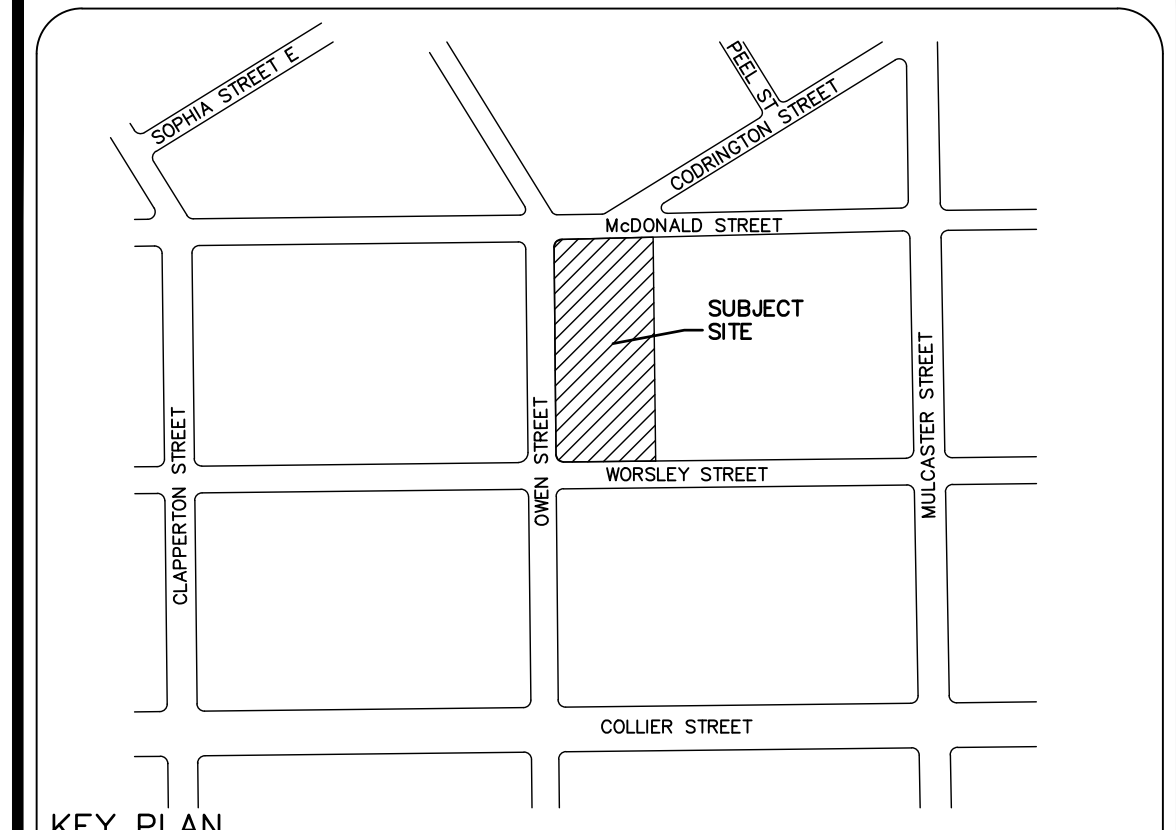 SOPHIA STREET E
PEEL ST
CODRINGTON STREET
McDONALD STREET
SUBJECT
SITE
MULCASTER STREET
OWEN STREET
CLAPPERTON STREET
WORSLEY STREET
COLLIER STREET
KEY PLAN